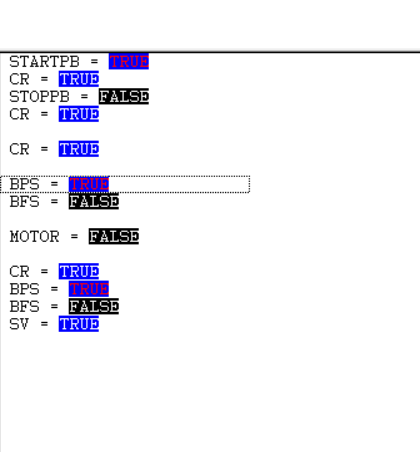 STARTPB = TRUE
CR = TRUE
STOPPB = FALSE
CR = TRUE
CR = TRUE
BPS = TRUE
BFS = FALSE
MOTOR = FALSE
CR = TRUE
BPS = TRUE
BFS = FALSE
SV = TRUE